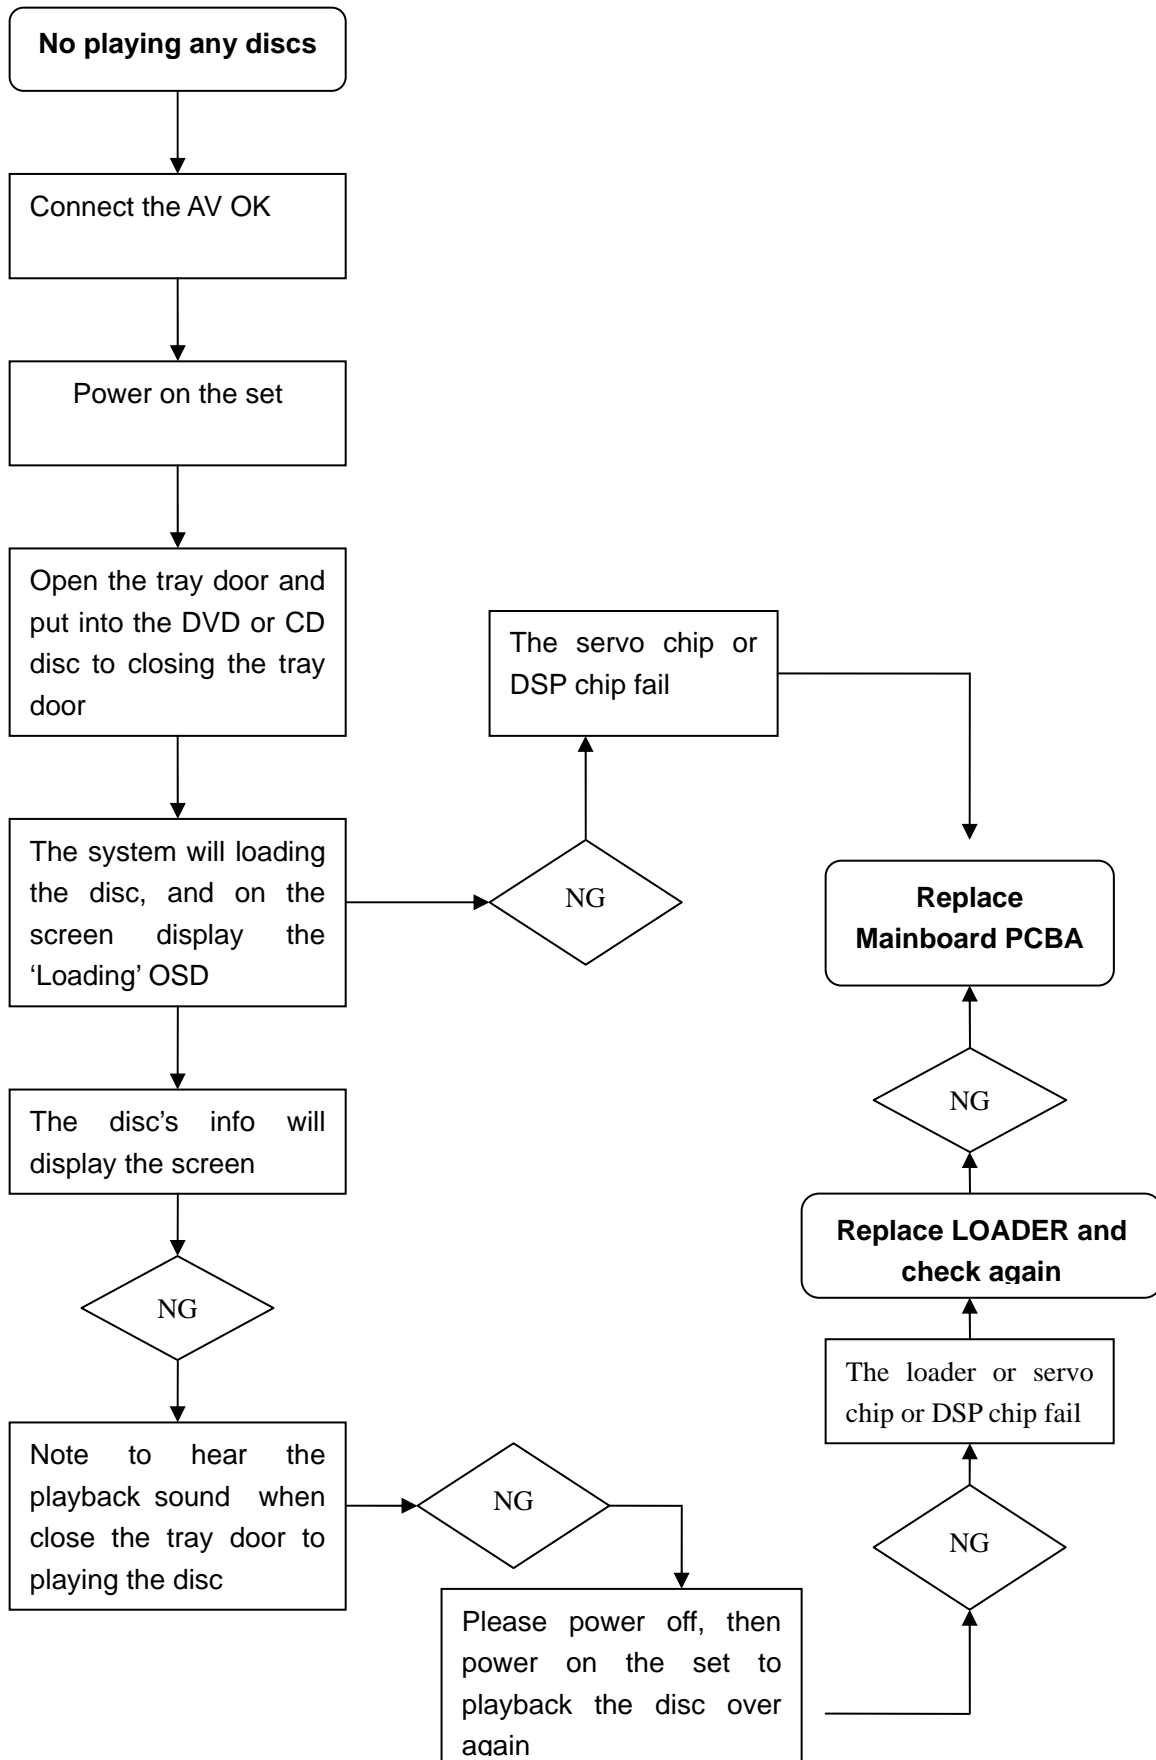 No playing any discs
Connect the AV OK
Power on the set
Open the tray door and
put into the DVD or CD
disc to closing the tray
door
The servo chip or
DSP chip fail
The system will loading
the disc, and on the
screen display the
‘Loading’ OSD
NG
Replace
Mainboard PCBA
NG
The disc’s info will
display the screen
Replace LOADER and
check again
NG
The loader or servo
chip or DSP chip fail
Note to hear the
playback sound when
close the tray door to
playing the disc
NG
NG
Please power off, then
power on the set to
playback the disc over
again